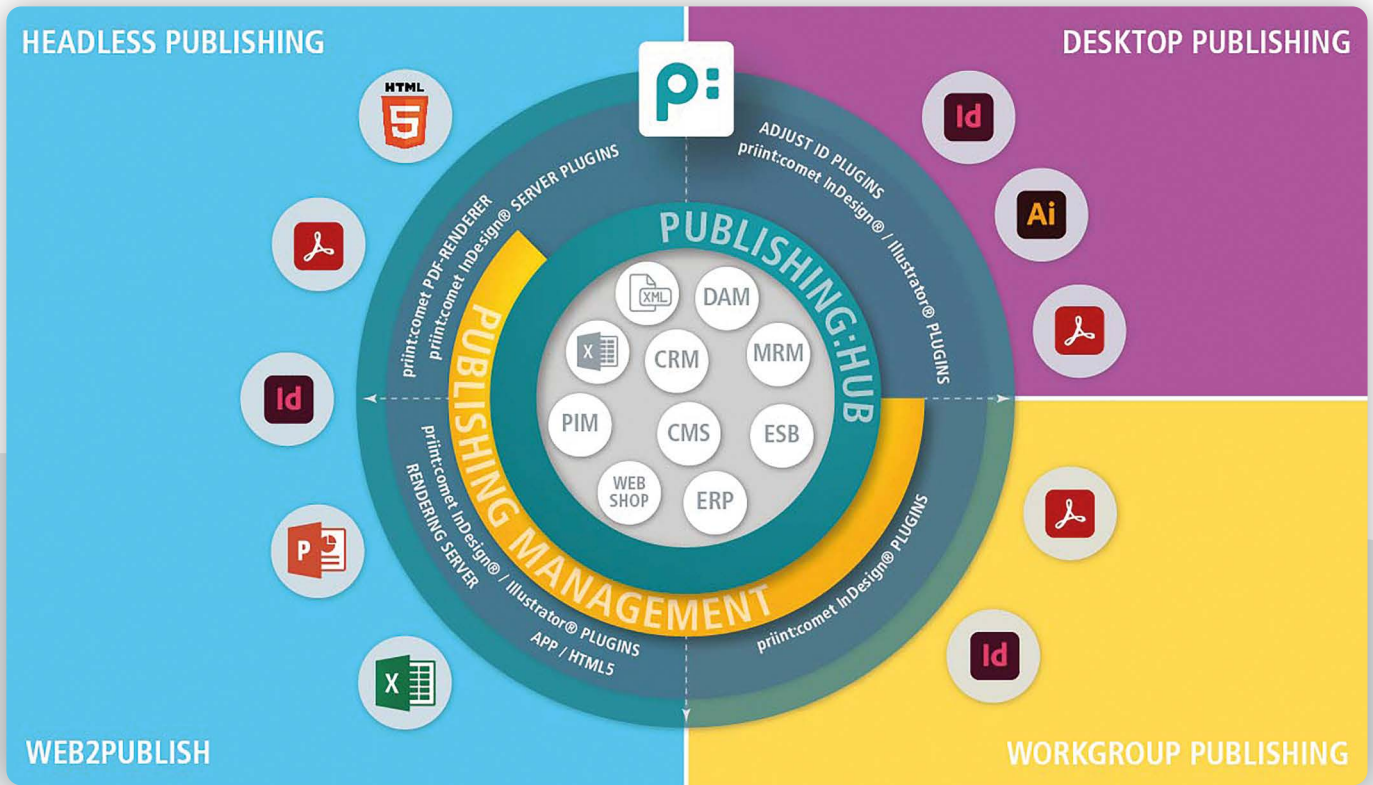 HEADLESS PUBLISHING
DESKTOP PUBLISHING
p:
HTML
5
Id
Ai
Id
P
X
priint:comet PDF-RENDERER
priint:comet InDesign® SERVER PLUGINS
ADJUST ID PLUGINS
priint:comet InDesign® / Illustrator® PLUGINS
PUBLISHING:HUB
XML
DAM
X
CRM
MRM
PIM
CMS
ESB
WEB
SHOP
ERP
PUBLISHING MANAGEMENT
priint:comet InDesign® / Illustrator® PLUGINS
RENDERING SERVER
APP / HTML5
priint:comet InDesign® PLUGINS
Id
WEB2PUBLISH
WORKGROUP PUBLISHING